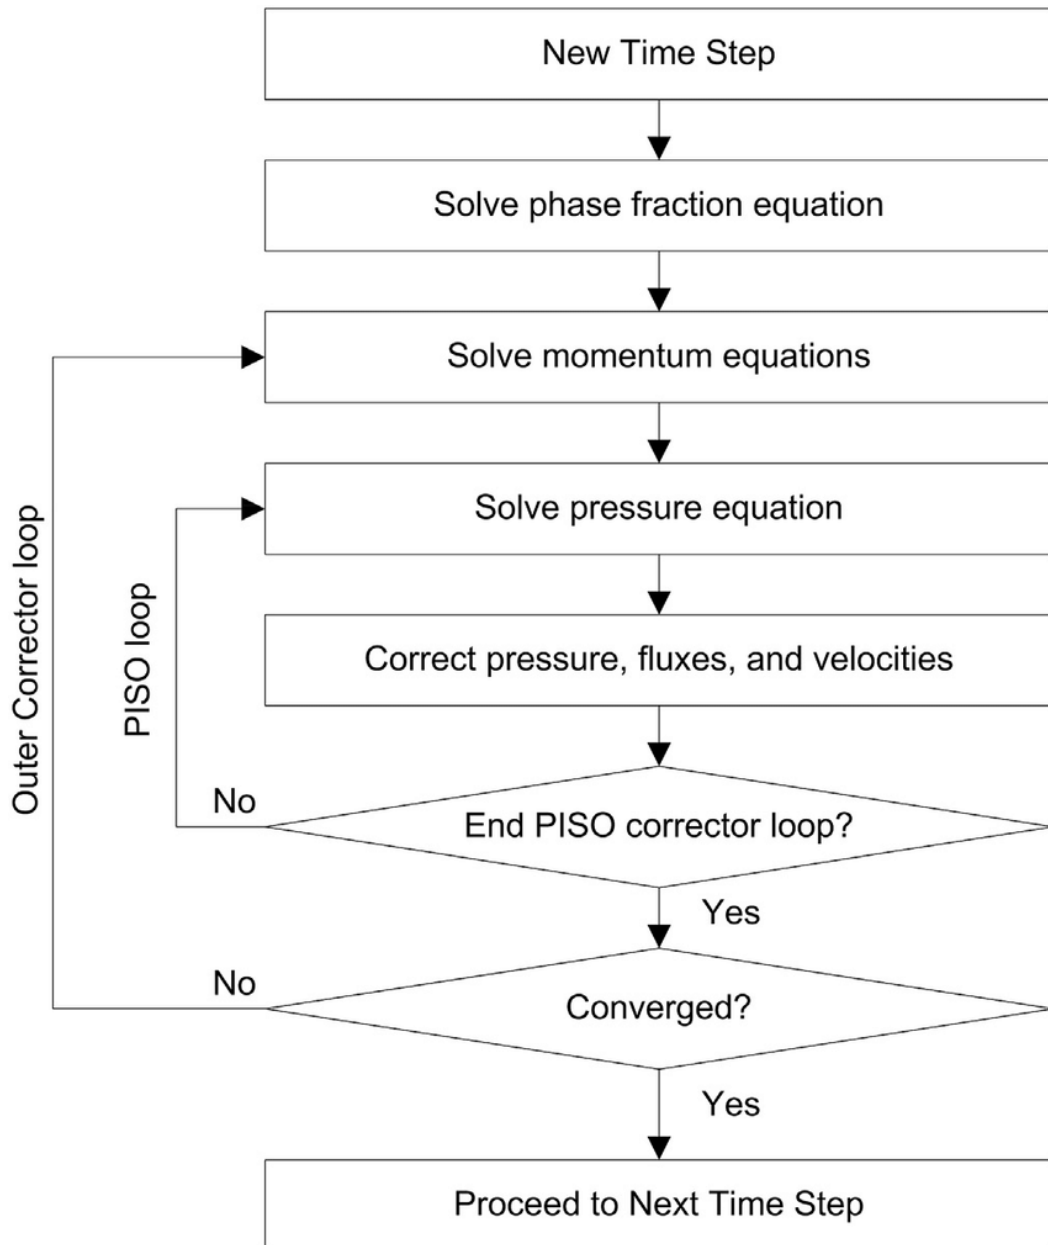 New Time Step
Solve phase fraction equation
Solve momentum equations
Solve pressure equation
Correct pressure, fluxes, and velocities
Outer Corrector loop
PISO loop
No
End PISO corrector loop?
Yes
No
Converged?
Yes
Proceed to Next Time Step